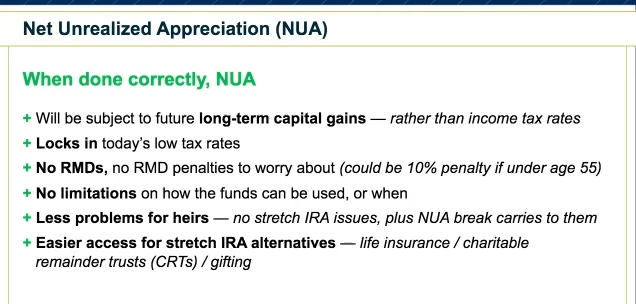 Net Unrealized Appreciation (NUA)
When done correctly, NUA
+ Will be subject to future long-term capital gains — rather than income tax rates
+ Locks in today’s low tax rates
+ No RMDs, no RMD penalties to worry about (could be 10% penalty if under age 55)
+ No limitations on how the funds can be used, or when
+ Less problems for heirs — no stretch IRA issues, plus NUA break carries to them
+ Easier access for stretch IRA alternatives — life insurance / charitable
remainder trusts (CRTs) / gifting